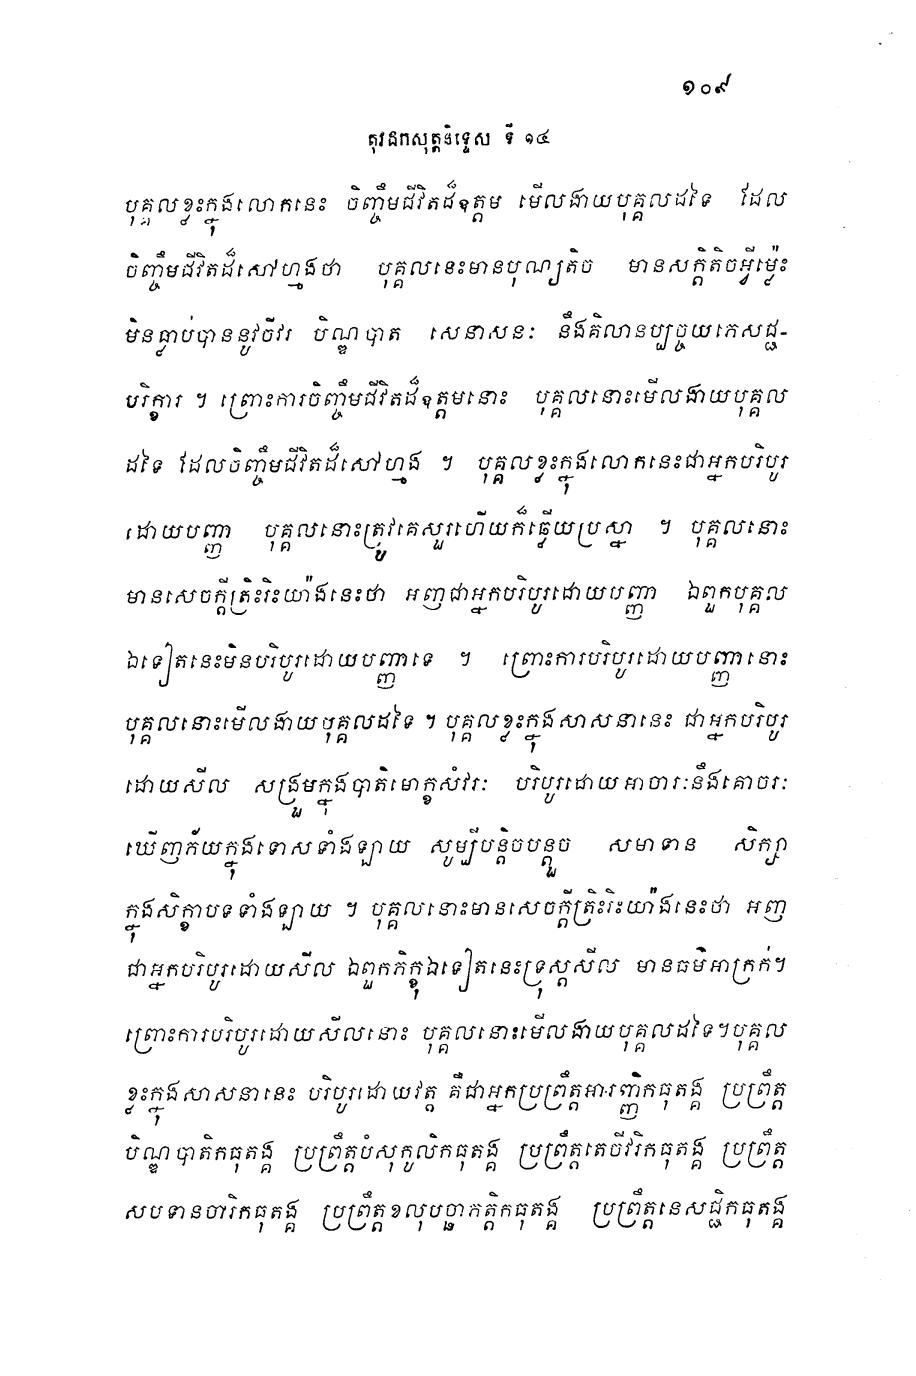 ១០៩
តុវដកសុត្តនិទ្ទេស ទី ១៤
បុគ្គលខ្លះក្នុងលោកនេះ ចិញ្ចឹមជីវិតដ៏ឧត្តម មើលងាយបុគ្គលដទៃ ដែល
ចិញ្ចឹមជីវិតដ៏សៅហ្មងថា បុគ្គលនេះមានបុណ្យតិច មានសក្តិតិចអ្វីម៉្លេះ
មិនធ្លាប់បាននូវចីវរ បិណ្ឌបាត សេនាសនៈ នឹងគិលានប្បច្ចយភេសជ្ជ-
បរិក្ខារ ។ ព្រោះការចិញ្ចឹមជីវិតដ៏ឧត្តមនោះ បុគ្គលនោះមើលងាយបុគ្គល
ដទៃ ដែលចិញ្ចឹមជីវិតដ៏សៅហ្មង ។ បុគ្គលខ្លះក្នុងលោកនេះជាអ្នកបរិបូរ
ដោយបញ្ញា បុគ្គលនោះត្រូវគេសួរហើយក៏ធ្វើយប្រស្នា ។ បុគ្គលនោះ
មានសេចក្តីត្រិះរិះយ៉ាងនេះថា អញជាអ្នកបរិបូរដោយបញ្ញា ឯពួកបុគ្គល
ឯទៀតនេះមិនបរិបូរដោយបញ្ញាទេ ។ ព្រោះការបរិបូរដោយបញ្ញានោះ
បុគ្គលនោះមើលងាយបុគ្គលដទៃ ។ បុគ្គលខ្លះក្នុងសាសនានេះ ជាអ្នកបរិបូរ
ដោយសីល សង្រួមក្នុងបាតិមោក្ខសំវរៈ បរិបូរដោយអាចារៈនឹងគោចរៈ
ឃើញភ័យក្នុងទោសទាំងឡាយ សូម្បីបន្តិចបន្តួច សមាទាន សិក្សា
ក្នុងសិក្ខាបទទាំងឡាយ ។ បុគ្គលនោះមានសេចក្តីត្រិះរិះយ៉ាងនេះថា អញ
ជាអ្នកបរិបូរដោយសីល ឯពួកភិក្ខុឯទៀតនេះទ្រុស្តសីល មានធម៌អាក្រក់។
ព្រោះការបរិបូរដោយសីលនោះ បុគ្គលនោះមើលងាយបុគ្គលដទៃ។បុគ្គល
ខ្លះក្នុងសាសនានេះ បរិបូរដោយវត្ត គឺជាអ្នកប្រព្រឹត្តអារញ្ញិកធុតង្គ ប្រព្រឹត្ត
បិណ្ឌបាតិកធុតង្គ ប្រព្រឹត្តបំសុកូលិកធុតង្គ ប្រព្រឹត្តតេចីវរិកធុតង្គ ប្រព្រឹត្ត
សបទានចារិកធុតង្គ ប្រព្រឹត្តខលុបច្ឆាភត្តិកធុតង្គ ប្រព្រឹត្តនេសជ្ជិកធុតង្គ